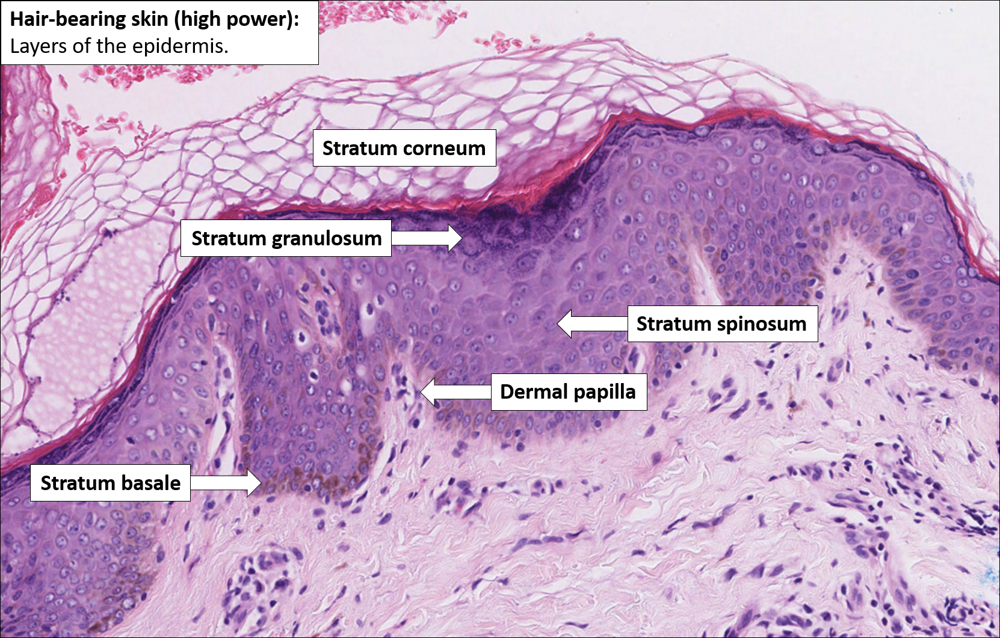 Hair-bearing skin (high power):
Layers of the epidermis.
Stratum corneum
Stratum granulosum
Stratum spinosum
Dermal papilla
Stratum basale